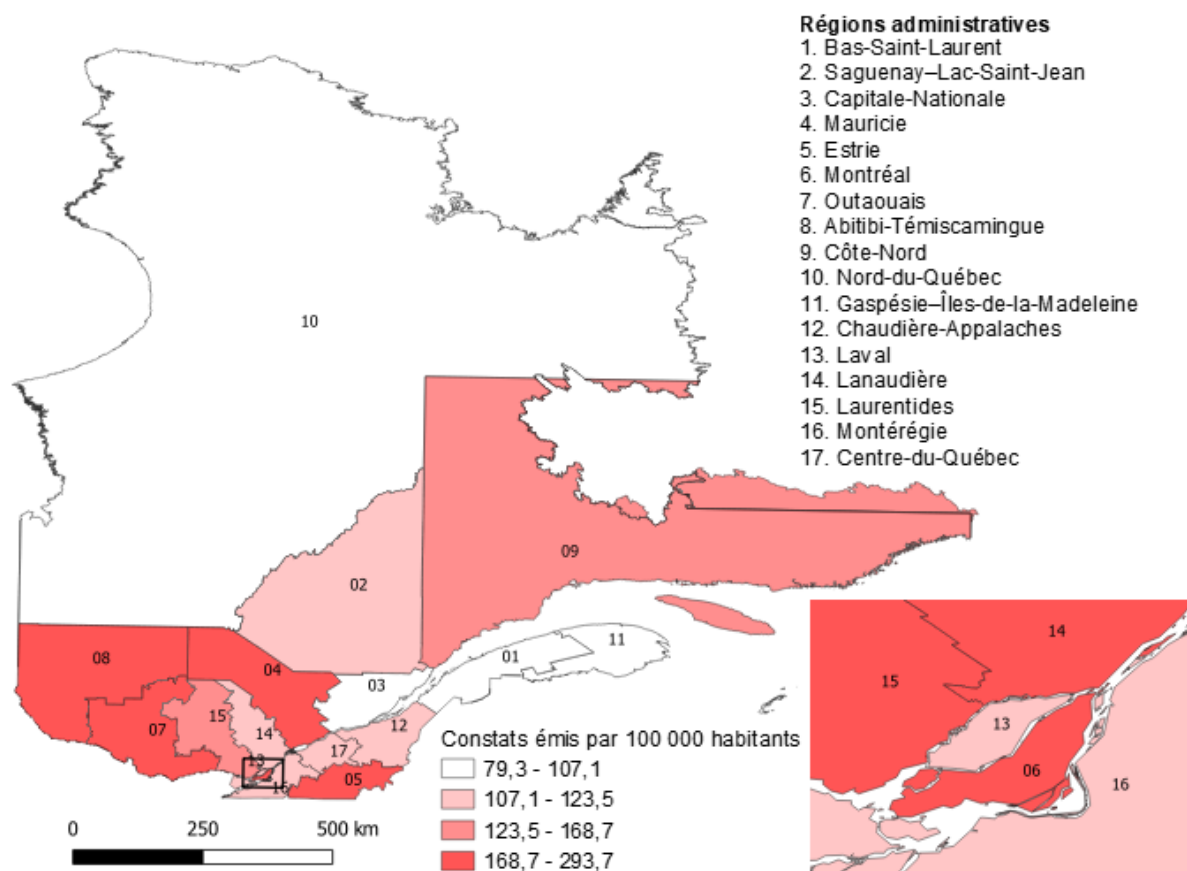 Régions administratives
1. Bas-Saint-Laurent
2. Saguenay–Lac-Saint-Jean
3. Capitale-Nationale
4. Mauricie
5. Estrie
6. Montréal
7. Outaouais
8. Abitibi-Témiscamingue
9. Côte-Nord
10. Nord-du-Québec
11. Gaspésie–Îles-de-la-Madeleine
12. Chaudière-Appalaches
13. Laval
14. Lanaudière
15. Laurentides
16. Montérégie
17. Centre-du-Québec
10
09
02
11
01
08
04
03
15
07
14
12
17
13
05
16
Constats émis par 100 000 habitants
79,3 - 107,1
107,1 - 123,5
123,5 - 168,7
168,7 - 293,7
0 250 500 km
14
15
13
06
16